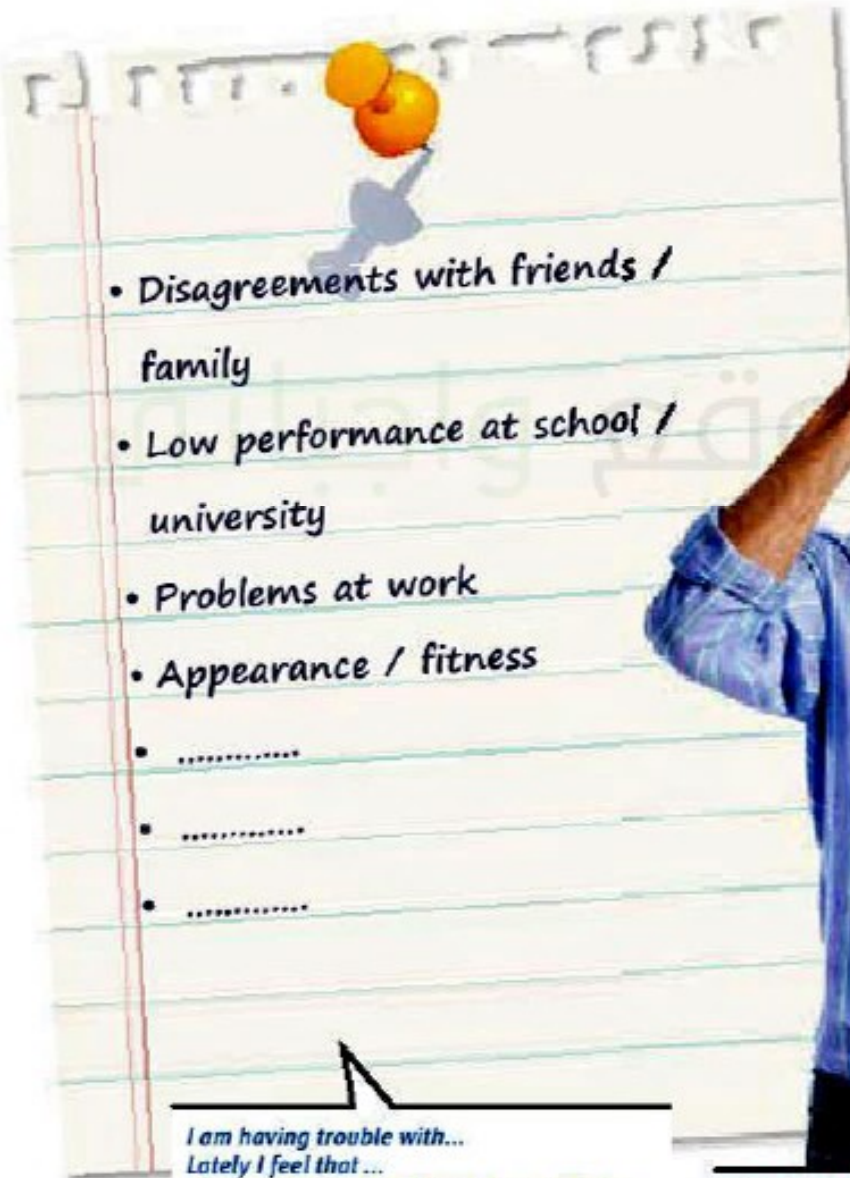 • Disagreements with friends /
family
• Low performance at school /
university
• Problems at work
• Appearance / fitness
• ............
• ............
• ............
I am having trouble with...
Lately I feel that ...